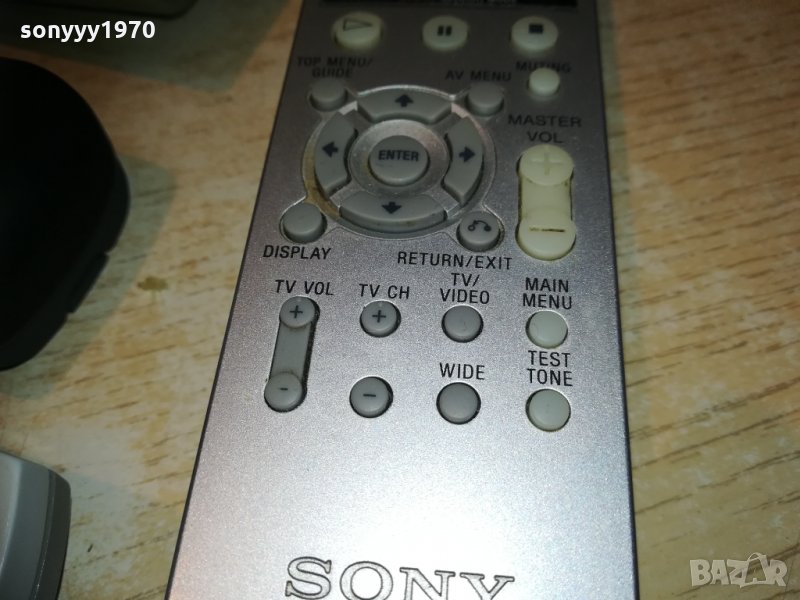 sonyyy1970
TOP MENU/
GUIDE
AV MENU
MUTING
MASTER
VOL
ENTER
DISPLAY
RETURN/EXIT
TV VOL
TV CH
TV/
VIDEO
MAIN
MENU
WIDE
TEST
TONE
SONY
BAZAR